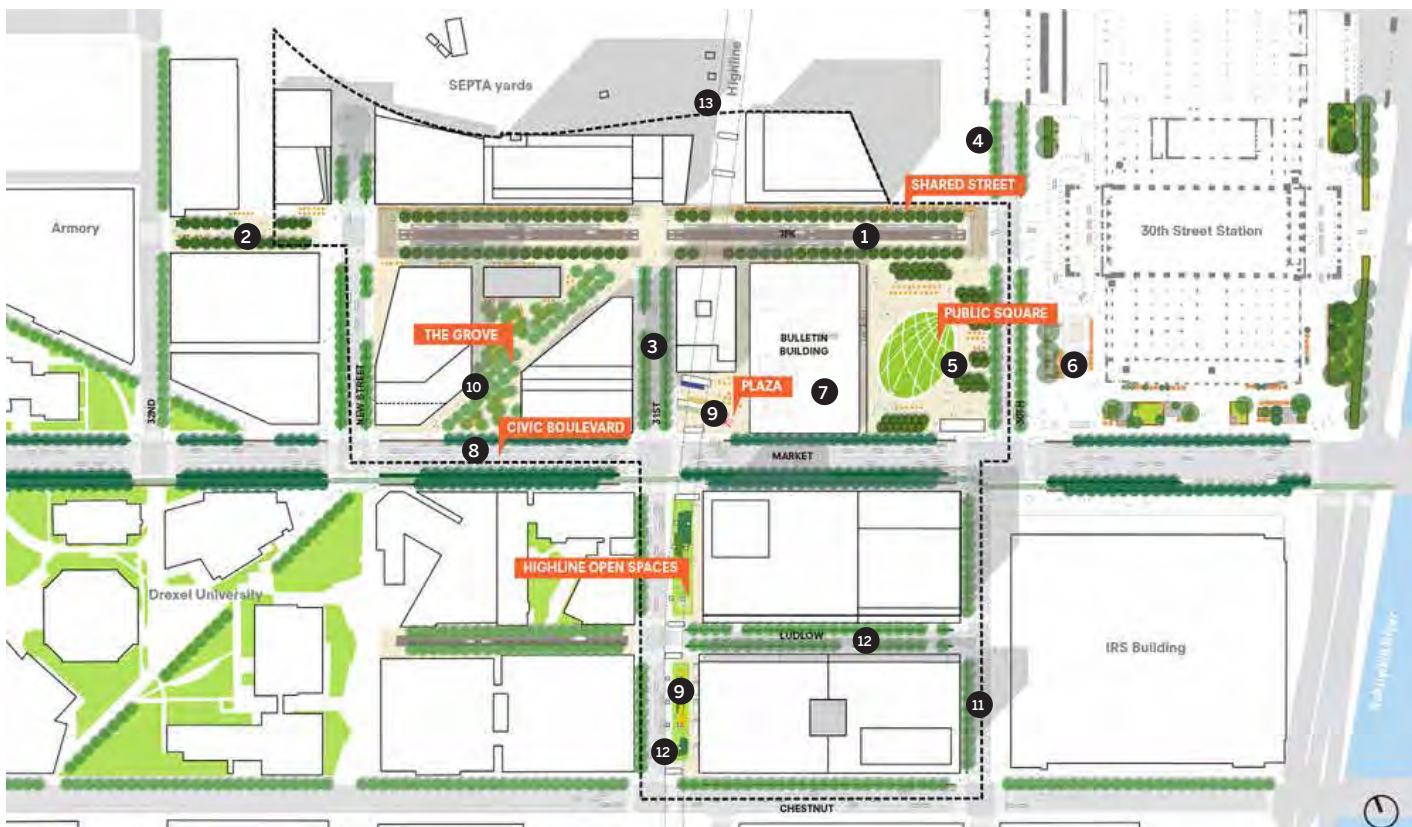 SEPTA yards
Highline
13
4
SHARED STREET
Armory
2
JFK
1
30th Street Station
THE GROVE
3
BULLETIN
BUILDING
PUBLIC SQUARE
5
6
10
7
PLAZA
9
32ND
NEW STREET
31ST
30TH
CIVIC BOULEVARD
8
MARKET
HIGHLINE OPEN SPACES
Drexel University
LUDLOW
12
IRS Building
9
11
12
Schuylkill River
CHESTNUT